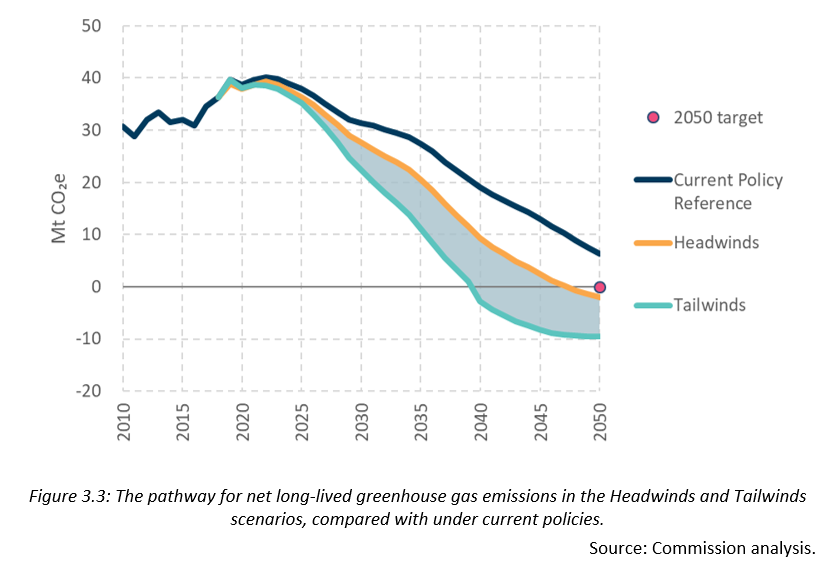 50
40
30
20
10
0
-10
-20
Mt CO₂e
2010
2015
2020
2025
2030
2035
2040
2045
2050
2050 target
Current Policy
Reference
Headwinds
Tailwinds
Figure 3.3: The pathway for net long-lived greenhouse gas emissions in the Headwinds and Tailwinds
scenarios, compared with under current policies.
Source: Commission analysis.